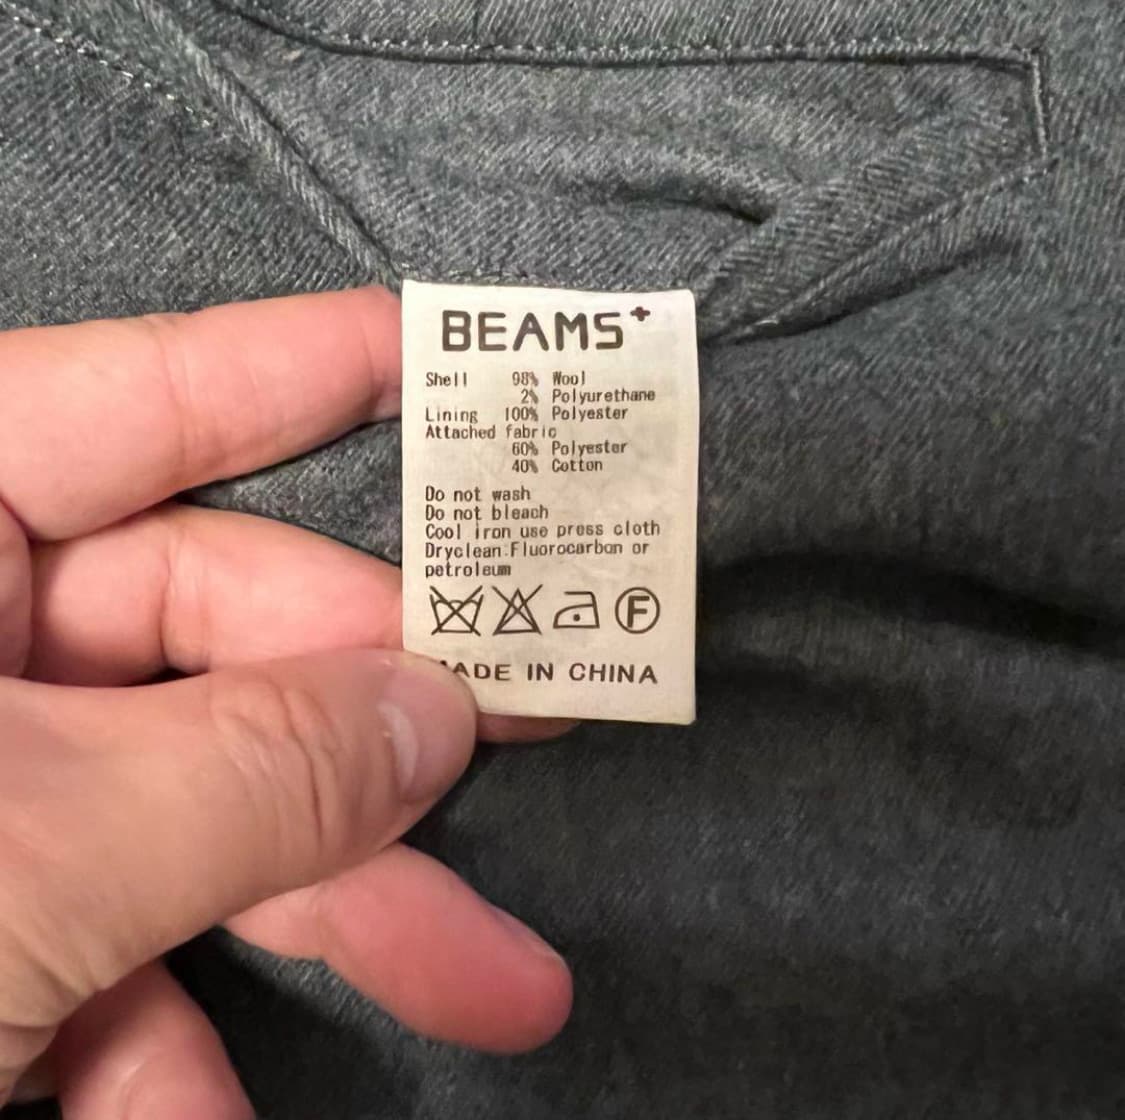 BEAMS+
Shell 98% Wool
2% Polyurethane
Lining 100% Polyester
Attached fabric
60% Polyester
40% Cotton
Do not wash
Do not bleach
Cool iron use press cloth
Dryclean:Fluorocarbon or
petroleum
F
MADE IN CHINA